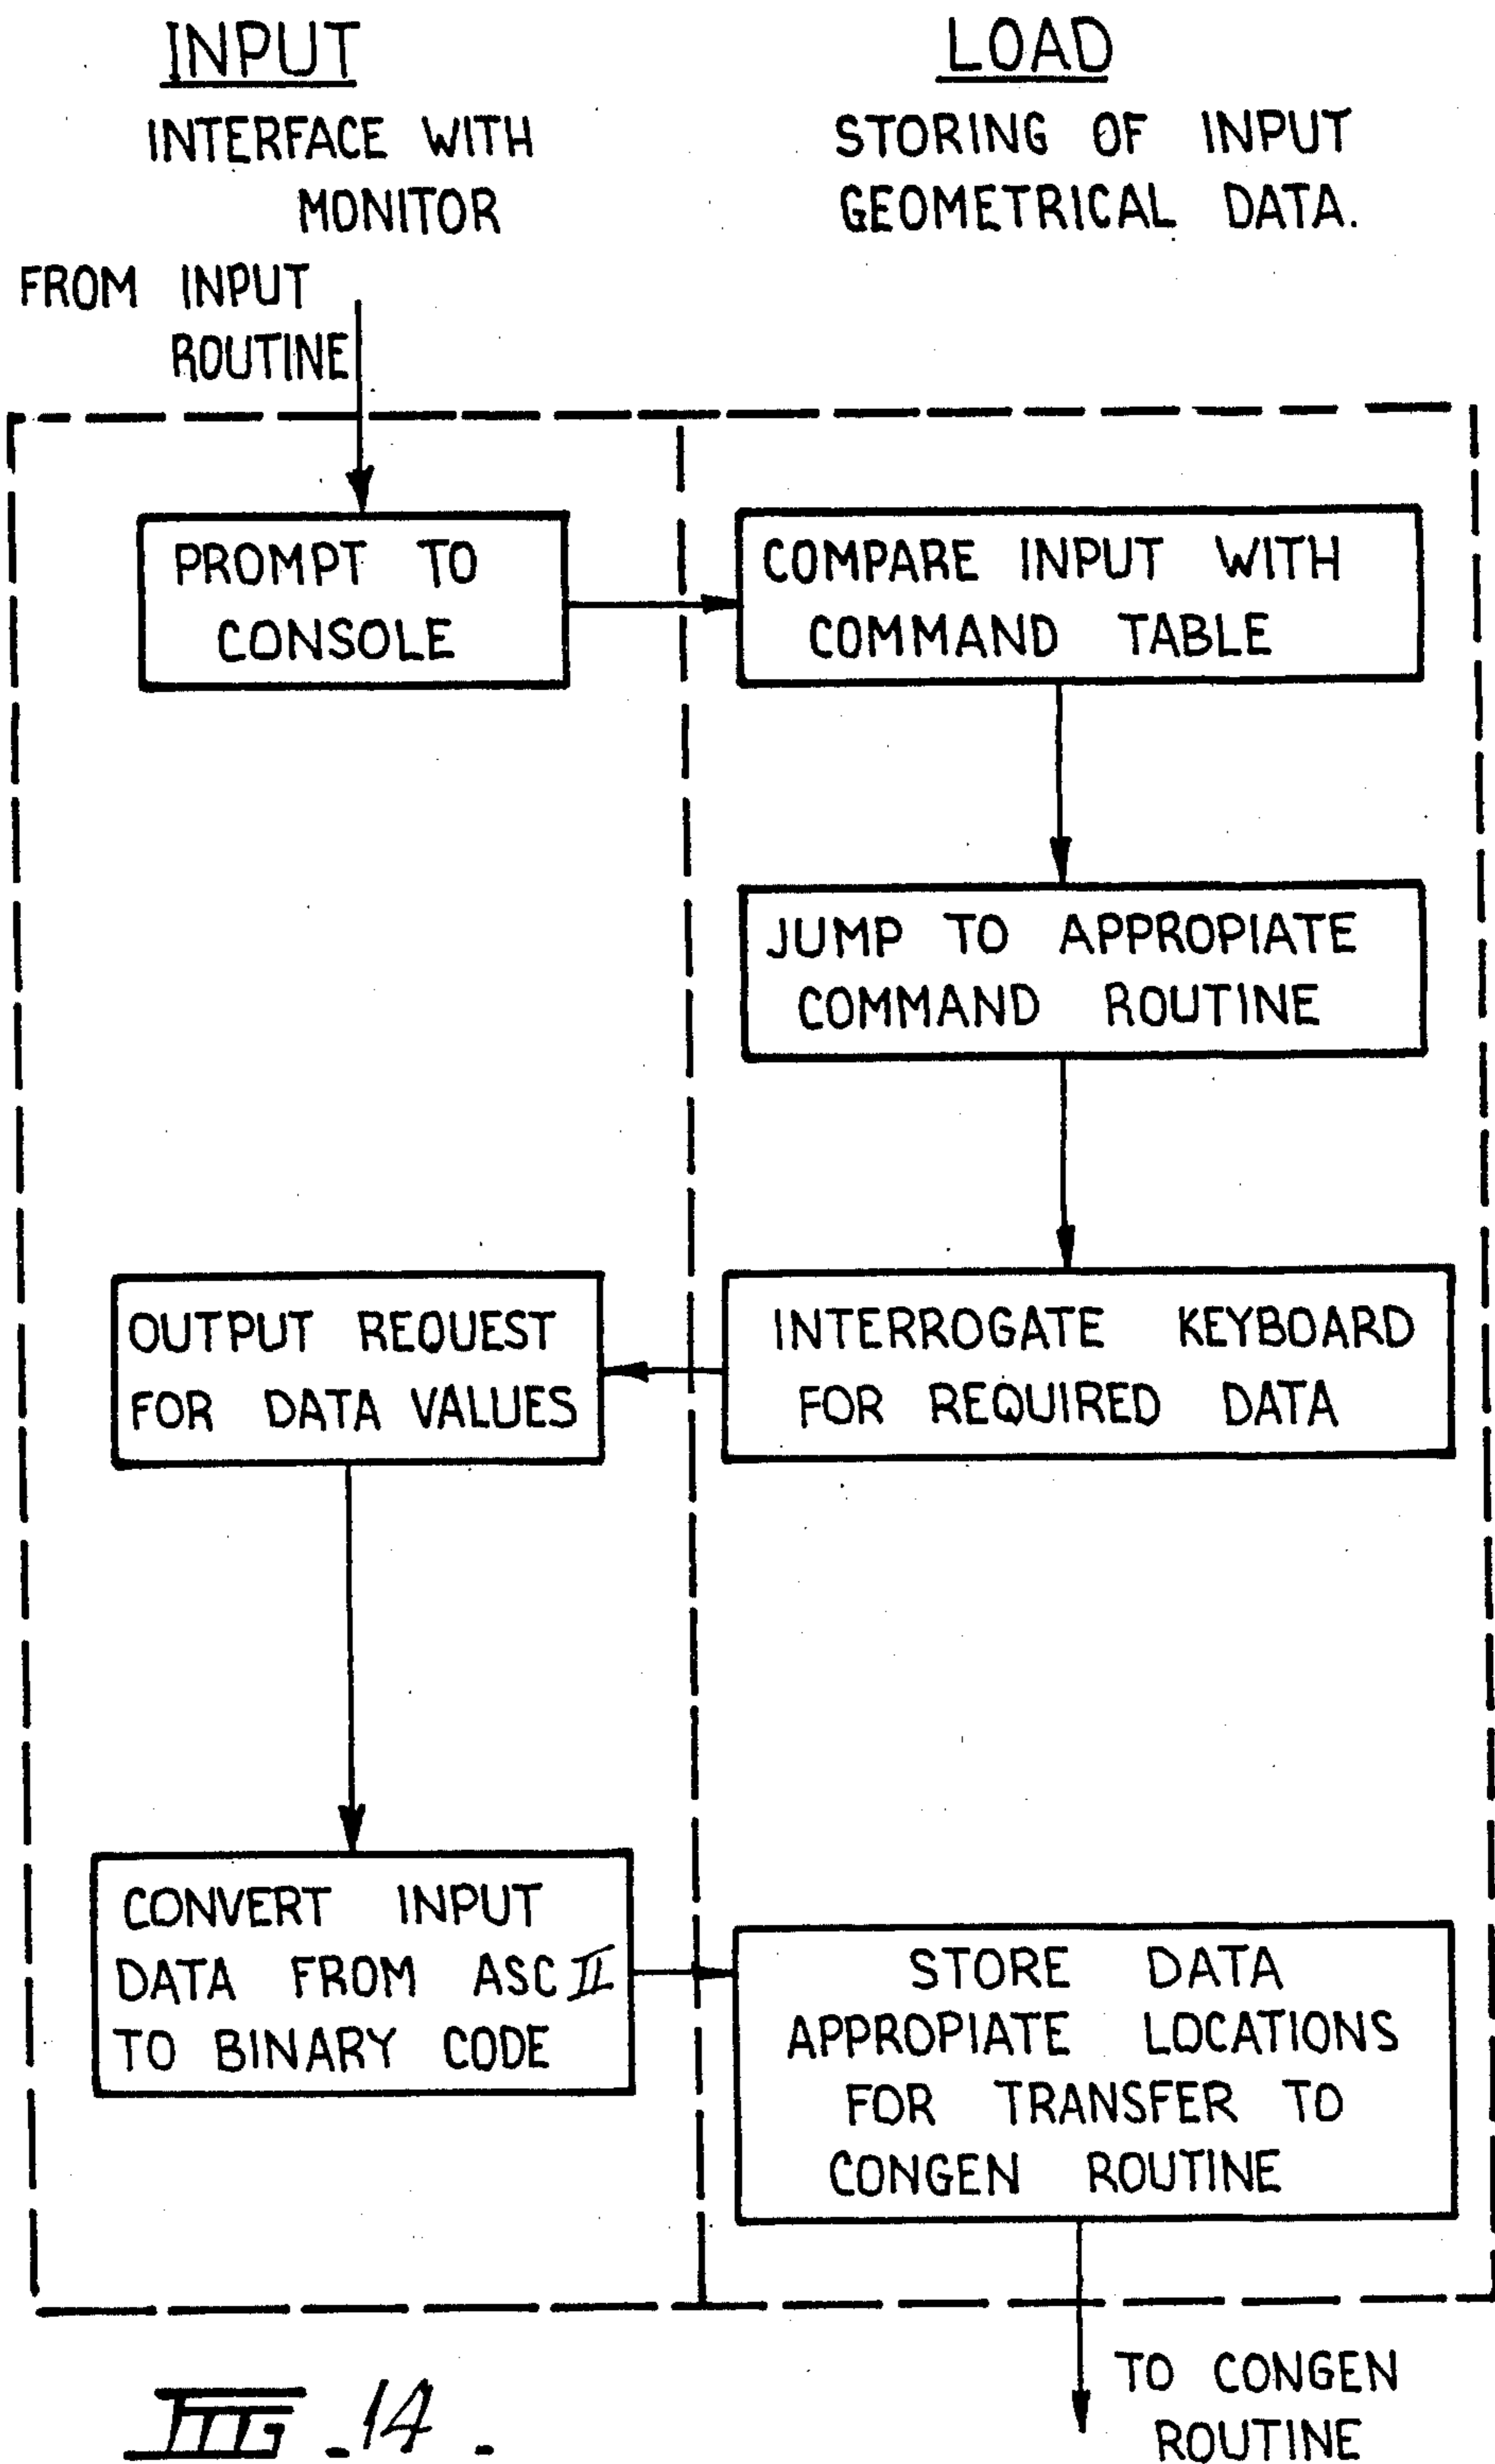 INPUT
INTERFACE WITH
MONITOR
LOAD
STORING OF INPUT
GEOMETRICAL DATA.
FROM INPUT
ROUTINE
PROMPT TO
CONSOLE
COMPARE INPUT WITH
COMMAND TABLE
JUMP TO APPROPIATE
COMMAND ROUTINE
INTERROGATE KEYBOARD
FOR REQUIRED DATA
OUTPUT REQUEST
FOR DATA VALUES
CONVERT INPUT
DATA FROM ASC II
TO BINARY CODE
STORE DATA
APPROPIATE LOCATIONS
FOR TRANSFER TO
CONGEN ROUTINE
TO CONGEN
ROUTINE
FIG .14.